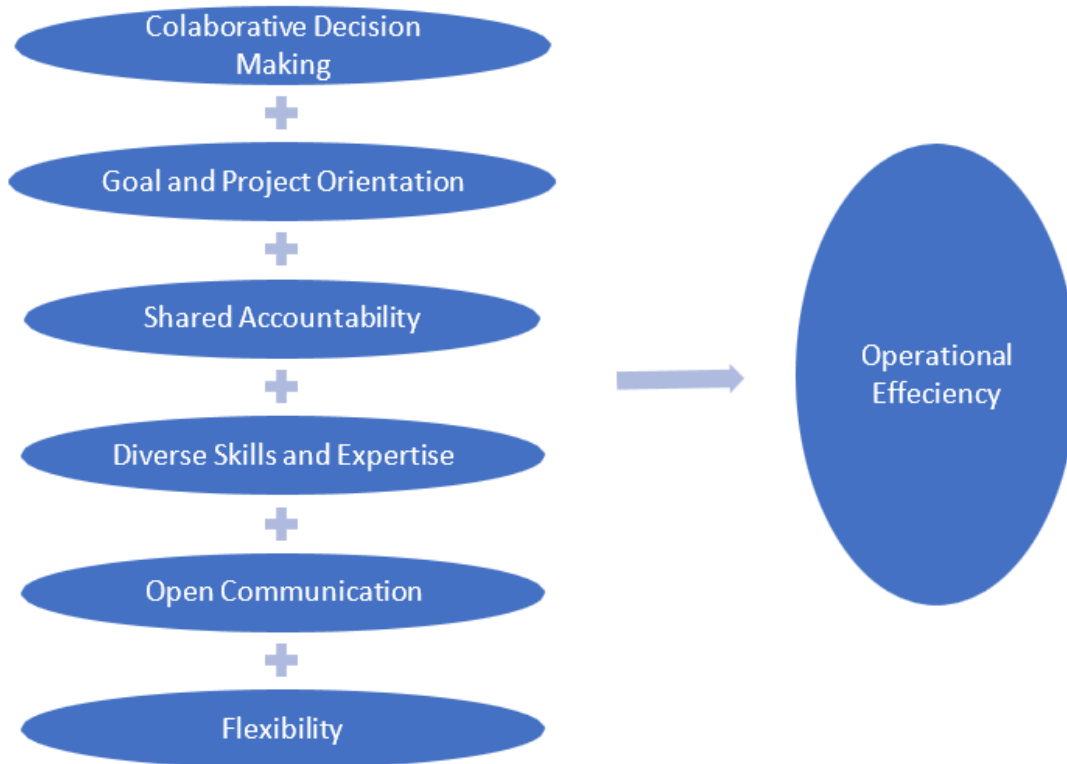 Colaborative Decision
Making
Goal and Project Orientation
Shared Accountability
Diverse Skills and Expertise
Open Communication
Flexibility
Operational
Effeciency